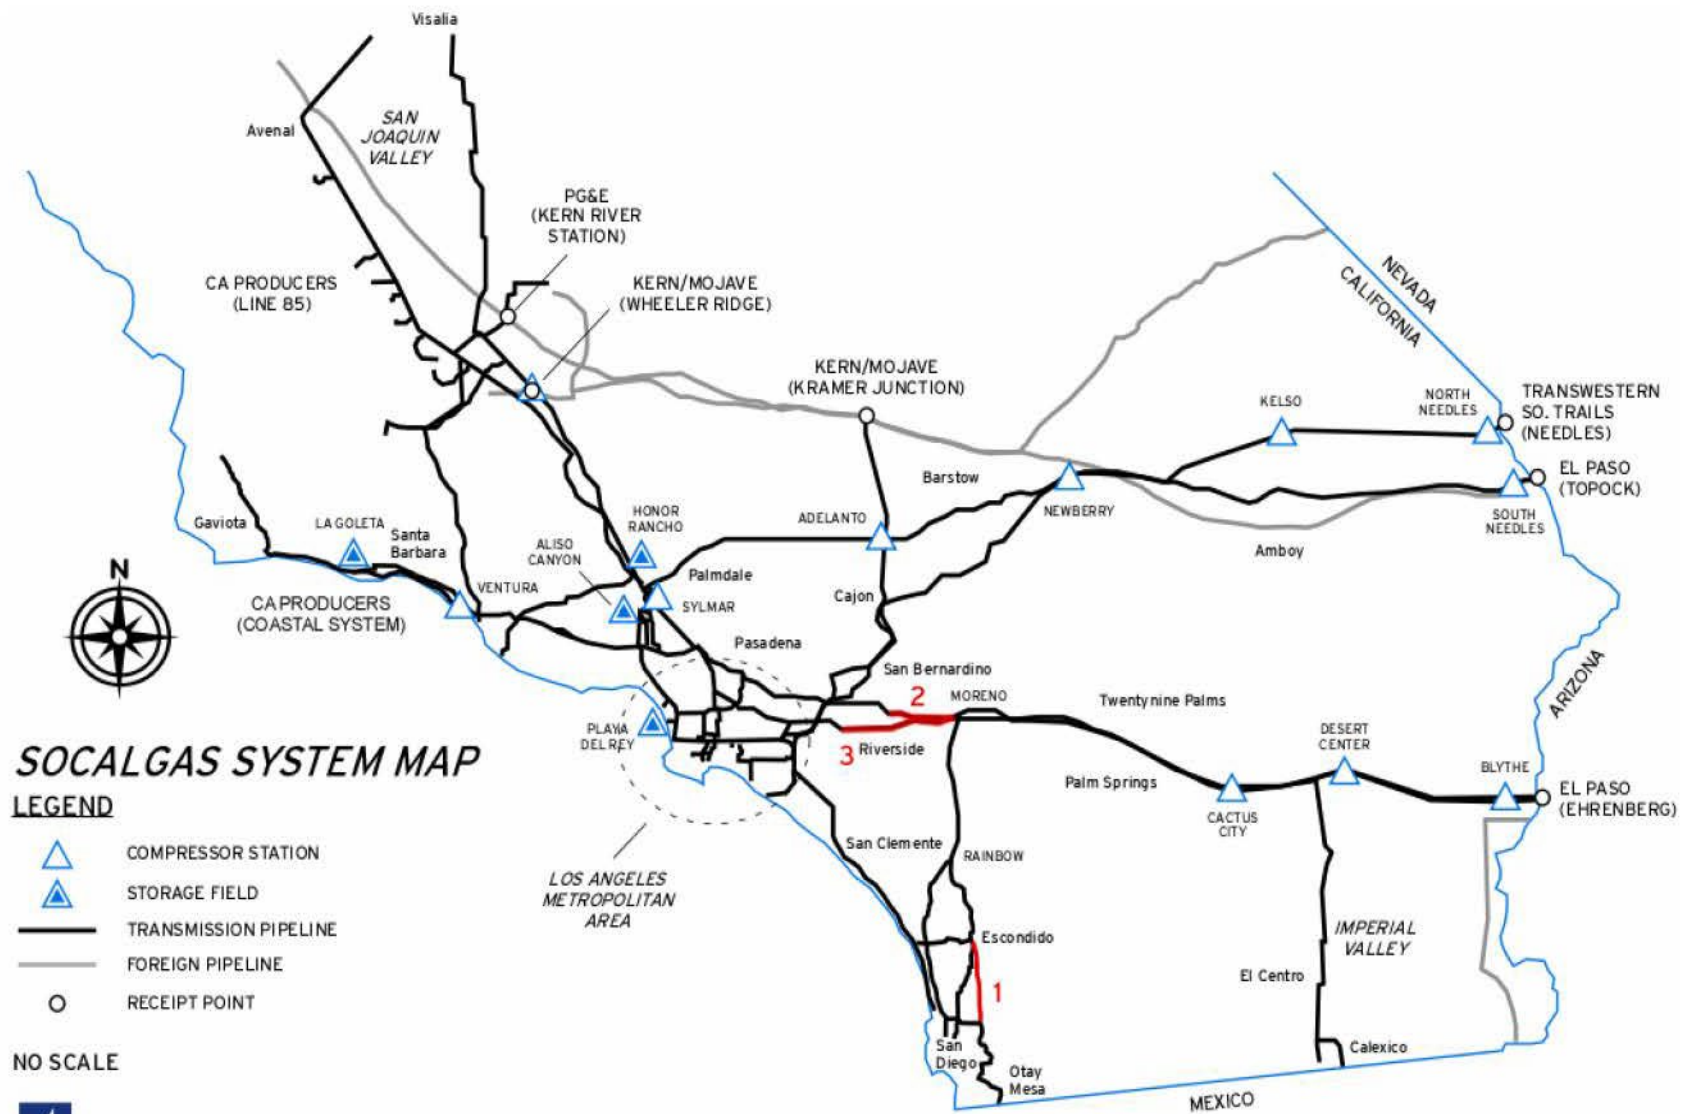 Visalia
SAN
JOAQUIN
VALLEY
Avenal
PG&E
(KERN RIVER
STATION)
CA PRODUCERS
(LINE 85)
KERN/MOJAVE
(WHEELER RIDGE)
NEVADA
CALIFORNIA
KERN/MOJAVE
(KRAMER JUNCTION)
KELSO
NORTH
NEEDLES
TRANSWESTERN
SO. TRAILS
(NEEDLES)
EL PASO
(TOPOCK)
Barstow
NEWBERRY
SOUTH
NEEDLES
Amboy
Gaviota
LA GOLETA
Santa
Barbara
HONOR
RANCHO
ADELANTO
ALISO
CANYON
Palmdale
VENTURA
SYLMAR
Cajon
N
CA PRODUCERS
(COASTAL SYSTEM)
Pasadena
San Bernardino
2
MORENO
Twentynine Palms
ARIZONA
PLAYA
DEL REY
3
Riverside
Palm Springs
DESERT
CENTER
BLYTHE
EL PASO
(EHRENBERG)
CACTUS
CITY
SOCALGAS SYSTEM MAP
LEGEND
COMPRESSOR STATION
STORAGE FIELD
TRANSMISSION PIPELINE
FOREIGN PIPELINE
RECEIPT POINT
NO SCALE
San Clemente
RAINBOW
LOS ANGELES
METROPOLITAN
AREA
Escondido
IMPERIAL
VALLEY
El Centro
1
San
Diego
Otay
Mesa
Calexico
MEXICO